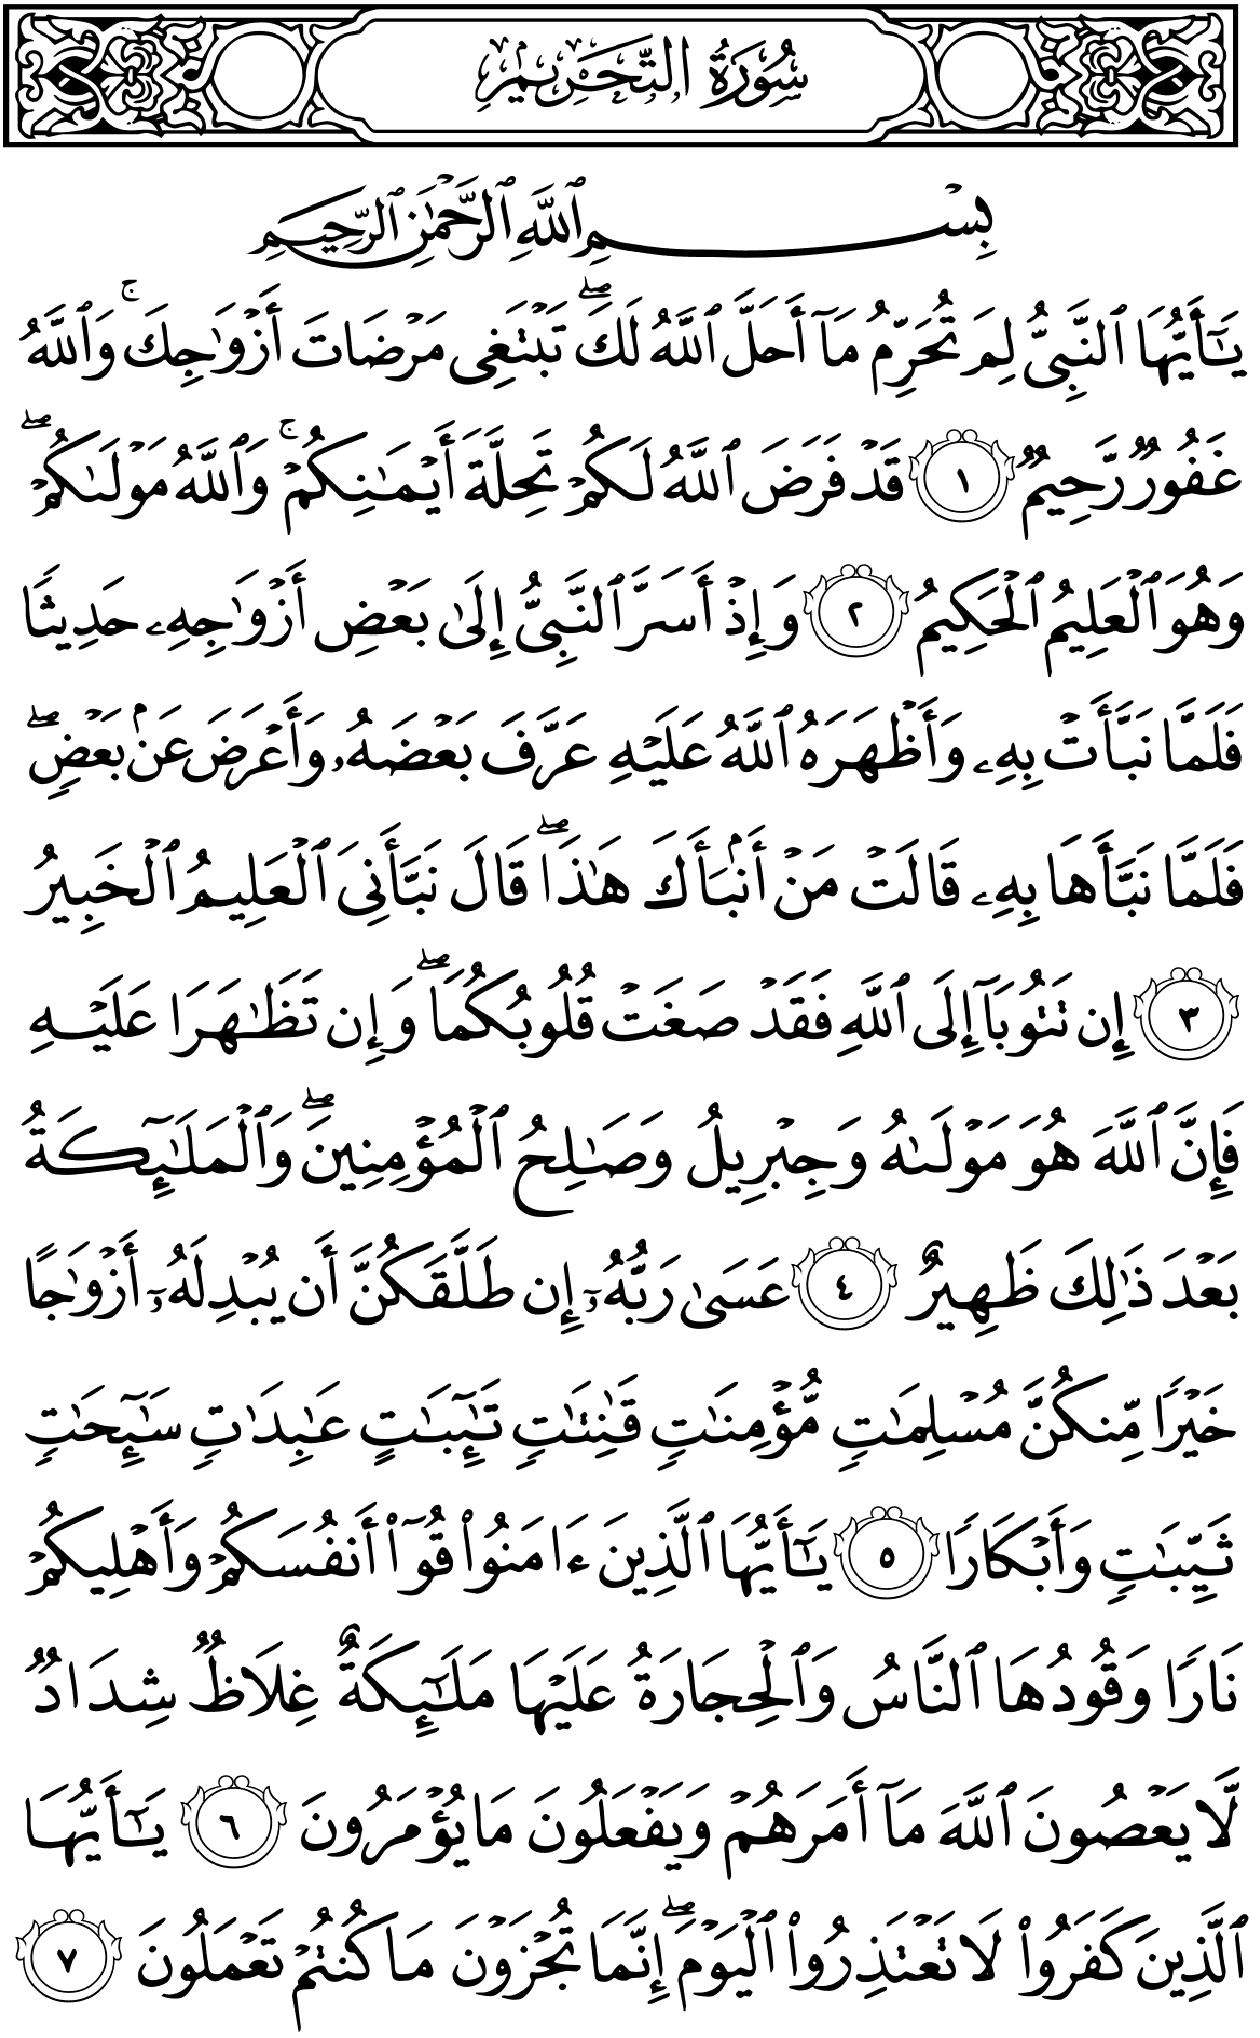 سُورَةُ التَّحْرِيمِ
بِسْمِ ٱللَّهِ ٱلرَّحْمَٰنِ ٱلرَّحِيمِ
يَٰٓأَيُّهَا ٱلنَّبِىُّ لِمَ تُحَرِّمُ مَآ أَحَلَّ ٱللَّهُ لَكَ ۖ تَبْتَغِى مَرْضَاتَ أَزْوَٰجِكَ ۚ وَٱللَّهُ
غَفُورٌ رَّحِيمٌ ١ قَدْ فَرَضَ ٱللَّهُ لَكُمْ تَحِلَّةَ أَيْمَٰنِكُمْ ۚ وَٱللَّهُ مَوْلَىٰكُمْ ۖ
وَهُوَ ٱلْعَلِيمُ ٱلْحَكِيمُ ٢ وَإِذْ أَسَرَّ ٱلنَّبِىُّ إِلَىٰ بَعْضِ أَزْوَٰجِهِۦ حَدِيثًا
فَلَمَّا نَبَّأَتْ بِهِۦ وَأَظْهَرَهُ ٱللَّهُ عَلَيْهِ عَرَّفَ بَعْضَهُۥ وَأَعْرَضَ عَنۢ بَعْضٍ ۖ
فَلَمَّا نَبَّأَهَا بِهِۦ قَالَتْ مَنْ أَنۢبَأَكَ هَٰذَا ۖ قَالَ نَبَّأَنِىَ ٱلْعَلِيمُ ٱلْخَبِيرُ
٣ إِن تَتُوبَآ إِلَى ٱللَّهِ فَقَدْ صَغَتْ قُلُوبُكُمَا ۖ وَإِن تَظَٰهَرَا عَلَيْهِ
فَإِنَّ ٱللَّهَ هُوَ مَوْلَىٰهُ وَجِبْرِيلُ وَصَٰلِحُ ٱلْمُؤْمِنِينَ ۖ وَٱلْمَلَٰٓئِكَةُ
بَعْدَ ذَٰلِكَ ظَهِيرٌ ٤ عَسَىٰ رَبُّهُۥٓ إِن طَلَّقَكُنَّ أَن يُبْدِلَهُۥٓ أَزْوَٰجًا
خَيْرًا مِّنكُنَّ مُسْلِمَٰتٍ مُّؤْمِنَٰتٍ قَٰنِتَٰتٍ تَٰٓئِبَٰتٍ عَٰبِدَٰتٍ سَٰٓئِحَٰتٍ
ثَيِّبَٰتٍ وَأَبْكَارًا ٥ يَٰٓأَيُّهَا ٱلَّذِينَ ءَامَنُوا۟ قُوٓا۟ أَنفُسَكُمْ وَأَهْلِيكُمْ
نَارًا وَقُودُهَا ٱلنَّاسُ وَٱلْحِجَارَةُ عَلَيْهَا مَلَٰٓئِكَةٌ غِلَاظٌ شِدَادٌ
لَّا يَعْصُونَ ٱللَّهَ مَآ أَمَرَهُمْ وَيَفْعَلُونَ مَا يُؤْمَرُونَ ٦ يَٰٓأَيُّهَا
ٱلَّذِينَ كَفَرُوا۟ لَا تَعْتَذِرُوا۟ ٱلْيَوْمَ ۖ إِنَّمَا تُجْزَوْنَ مَا كُنتُمْ تَعْمَلُونَ ٧